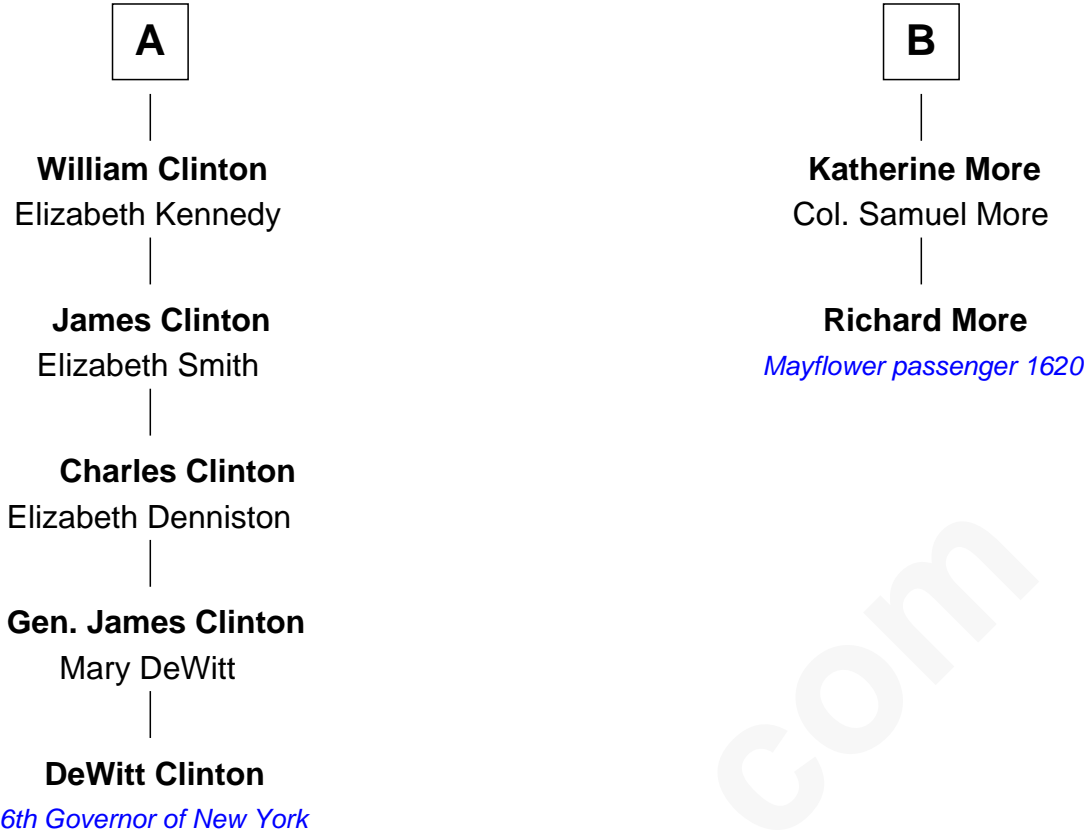 A
William Clinton
Elizabeth Kennedy
James Clinton
Elizabeth Smith
Charles Clinton
Elizabeth Denniston
Gen. James Clinton
Mary DeWitt
DeWitt Clinton
6th Governor of New York
B
Katherine More
Col. Samuel More
Richard More
Mayflower passenger 1620
com